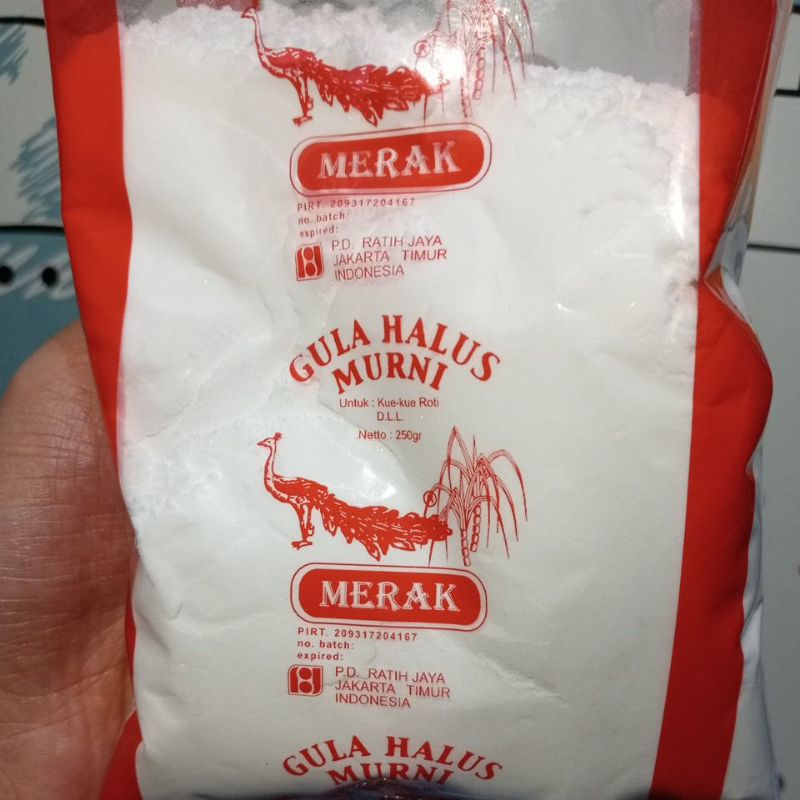 MERAK
PIRT. 209317204167
no. batch:
expired:
P.D. RATIH JAYA
JAKARTA TIMUR
INDONESIA
GULA HALUS
MURNI
Untuk : Kue-kue Roti
D.L.L.
Netto : 250gr
MERAK
PIRT. 209317204167
no. batch:
expired:
P.D. RATIH JAYA
JAKARTA TIMUR
INDONESIA
GULA HALUS
MURNI